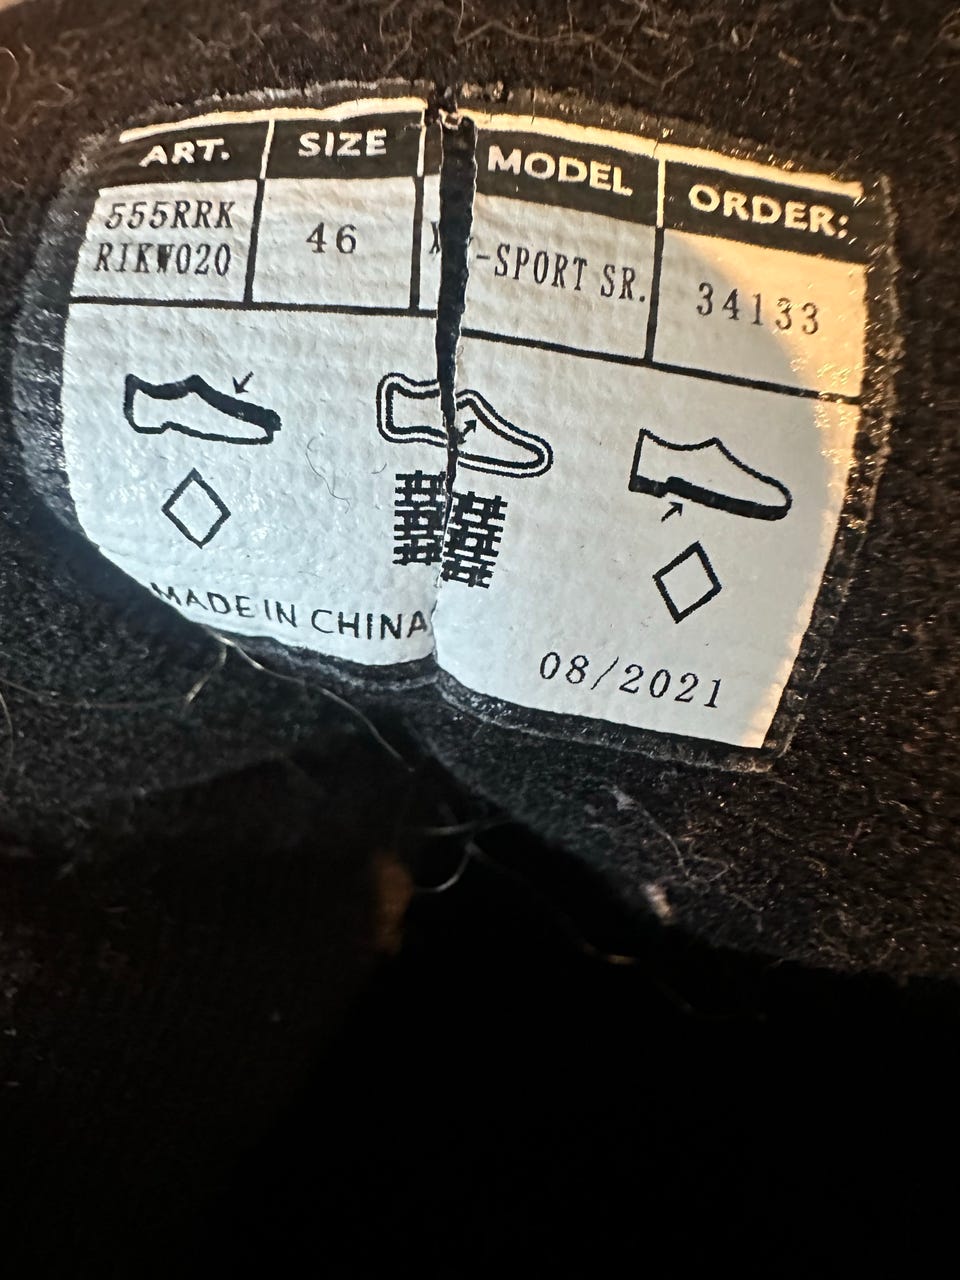 ART. SIZE MODEL ORDER:
555RRK
RIKW020
46
-SPORT SR.
34133
MADE IN CHINA
08/2021